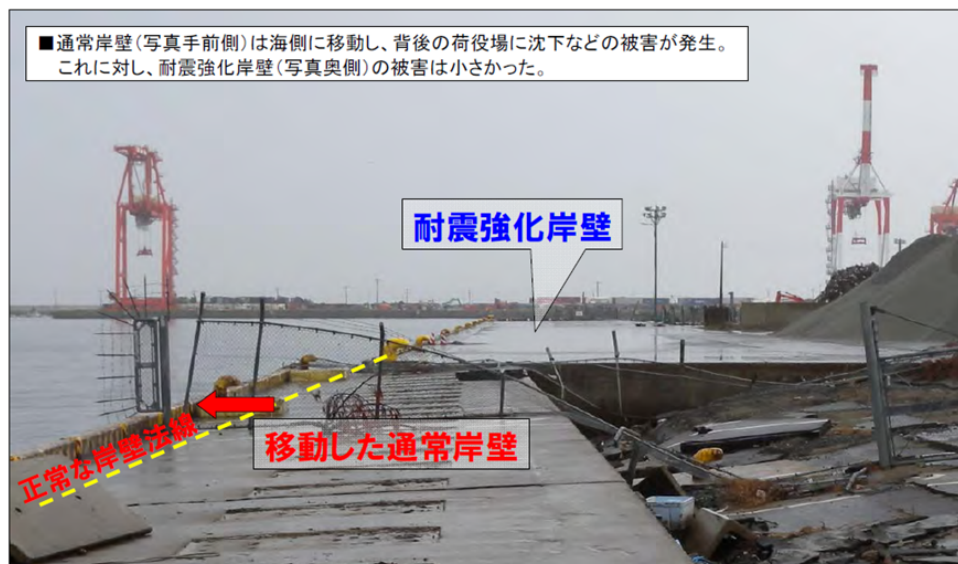 ■通常岸壁(写真手前側)は海側に移動し、背後の荷役場に沈下などの被害が発生。
これに対し、耐震強化岸壁(写真奥側)の被害は小さかった。
耐震強化岸壁
移動した通常岸壁
正常な岸壁法線